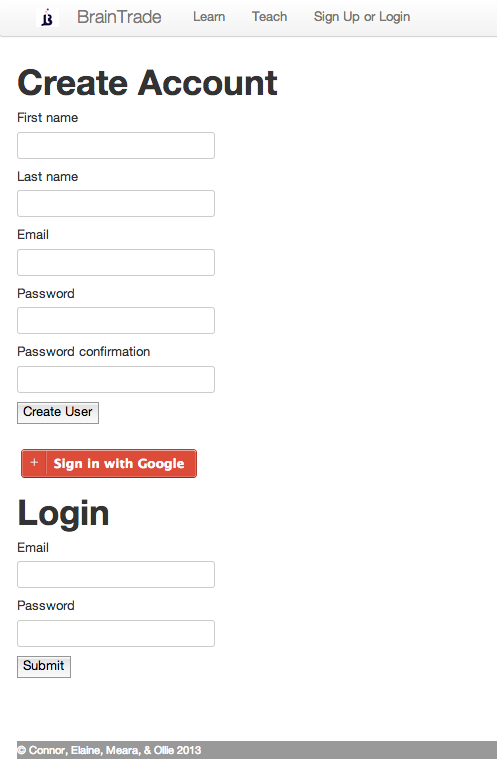 BrainTrade Learn Teach Sign Up or Login
Create Account
First name
Last name
Email
Password
Password confirmation
Create User
+ Sign in with Google
Login
Email
Password
Submit
© Connor, Elaine, Meara, & Ollie 2013